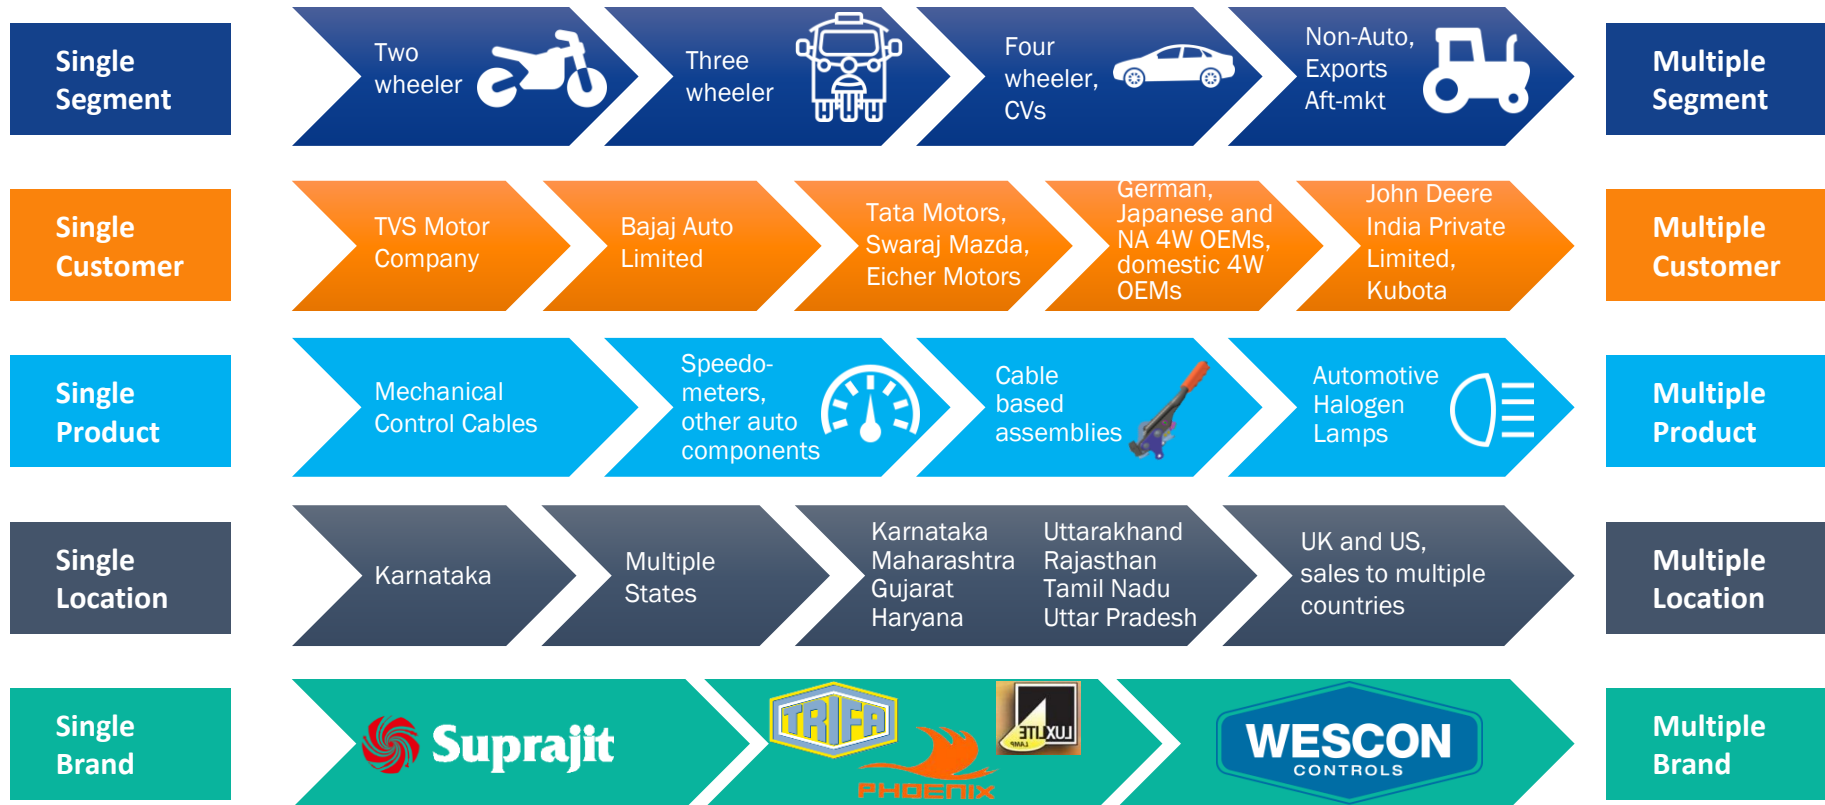 Single
Segment
Two
wheeler
Three
wheeler
Four
wheeler,
CVs
Non-Auto,
Exports
Aft-mkt
Multiple
Segment
Single
Customer
TVS Motor
Company
Bajaj Auto
Limited
Tata Motors,
Swaraj Mazda,
Eicher Motors
German,
Japanese and
NA 4W OEMs,
domestic 4W
OEMs
John Deere
India Private
Limited,
Kubota
Multiple
Customer
Single
Product
Mechanical
Control Cables
Speedo-
meters,
other auto
components
Cable
based
assemblies
Automotive
Halogen
Lamps
Multiple
Product
Single
Location
Karnataka
Multiple
States
Karnataka
Maharashtra
Gujarat
Haryana
Uttarakhand
Rajasthan
Tamil Nadu
Uttar Pradesh
UK and US,
sales to multiple
countries
Multiple
Location
Single
Brand
Suprajit
TRIFA
PHOENIX
LUXLITE
LAMP
WESCON
CONTROLS
Multiple
Brand